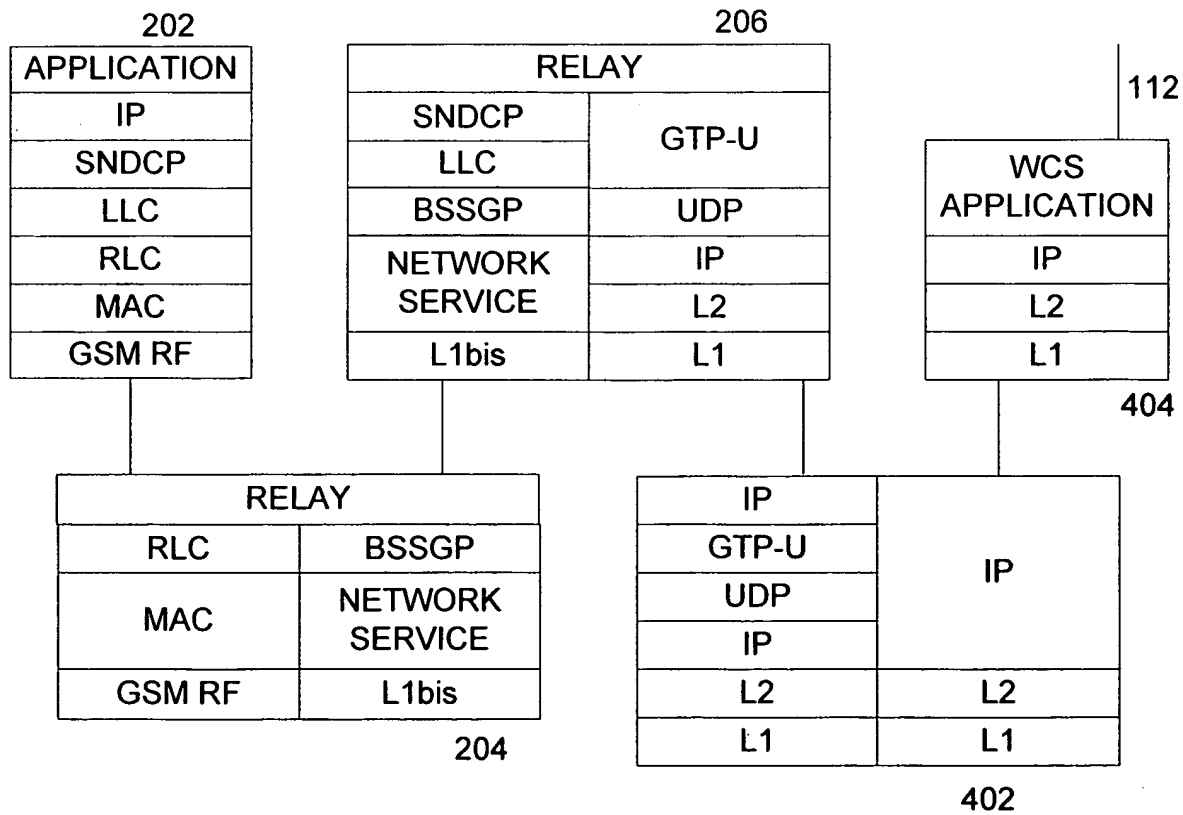 202
APPLICATION
IP
SNDCP
LLC
RLC
MAC
GSM RF
206
RELAY
SNDCP
LLC
BSSGP
NETWORK
SERVICE
L1bis
GTP-U
UDP
IP
L2
L1
112
WCS
APPLICATION
IP
L2
L1
404
RELAY
RLC
MAC
GSM RF
BSSGP
NETWORK
SERVICE
L1bis
204
IP
GTP-U
UDP
IP
L2
L1
IP
L2
L1
402